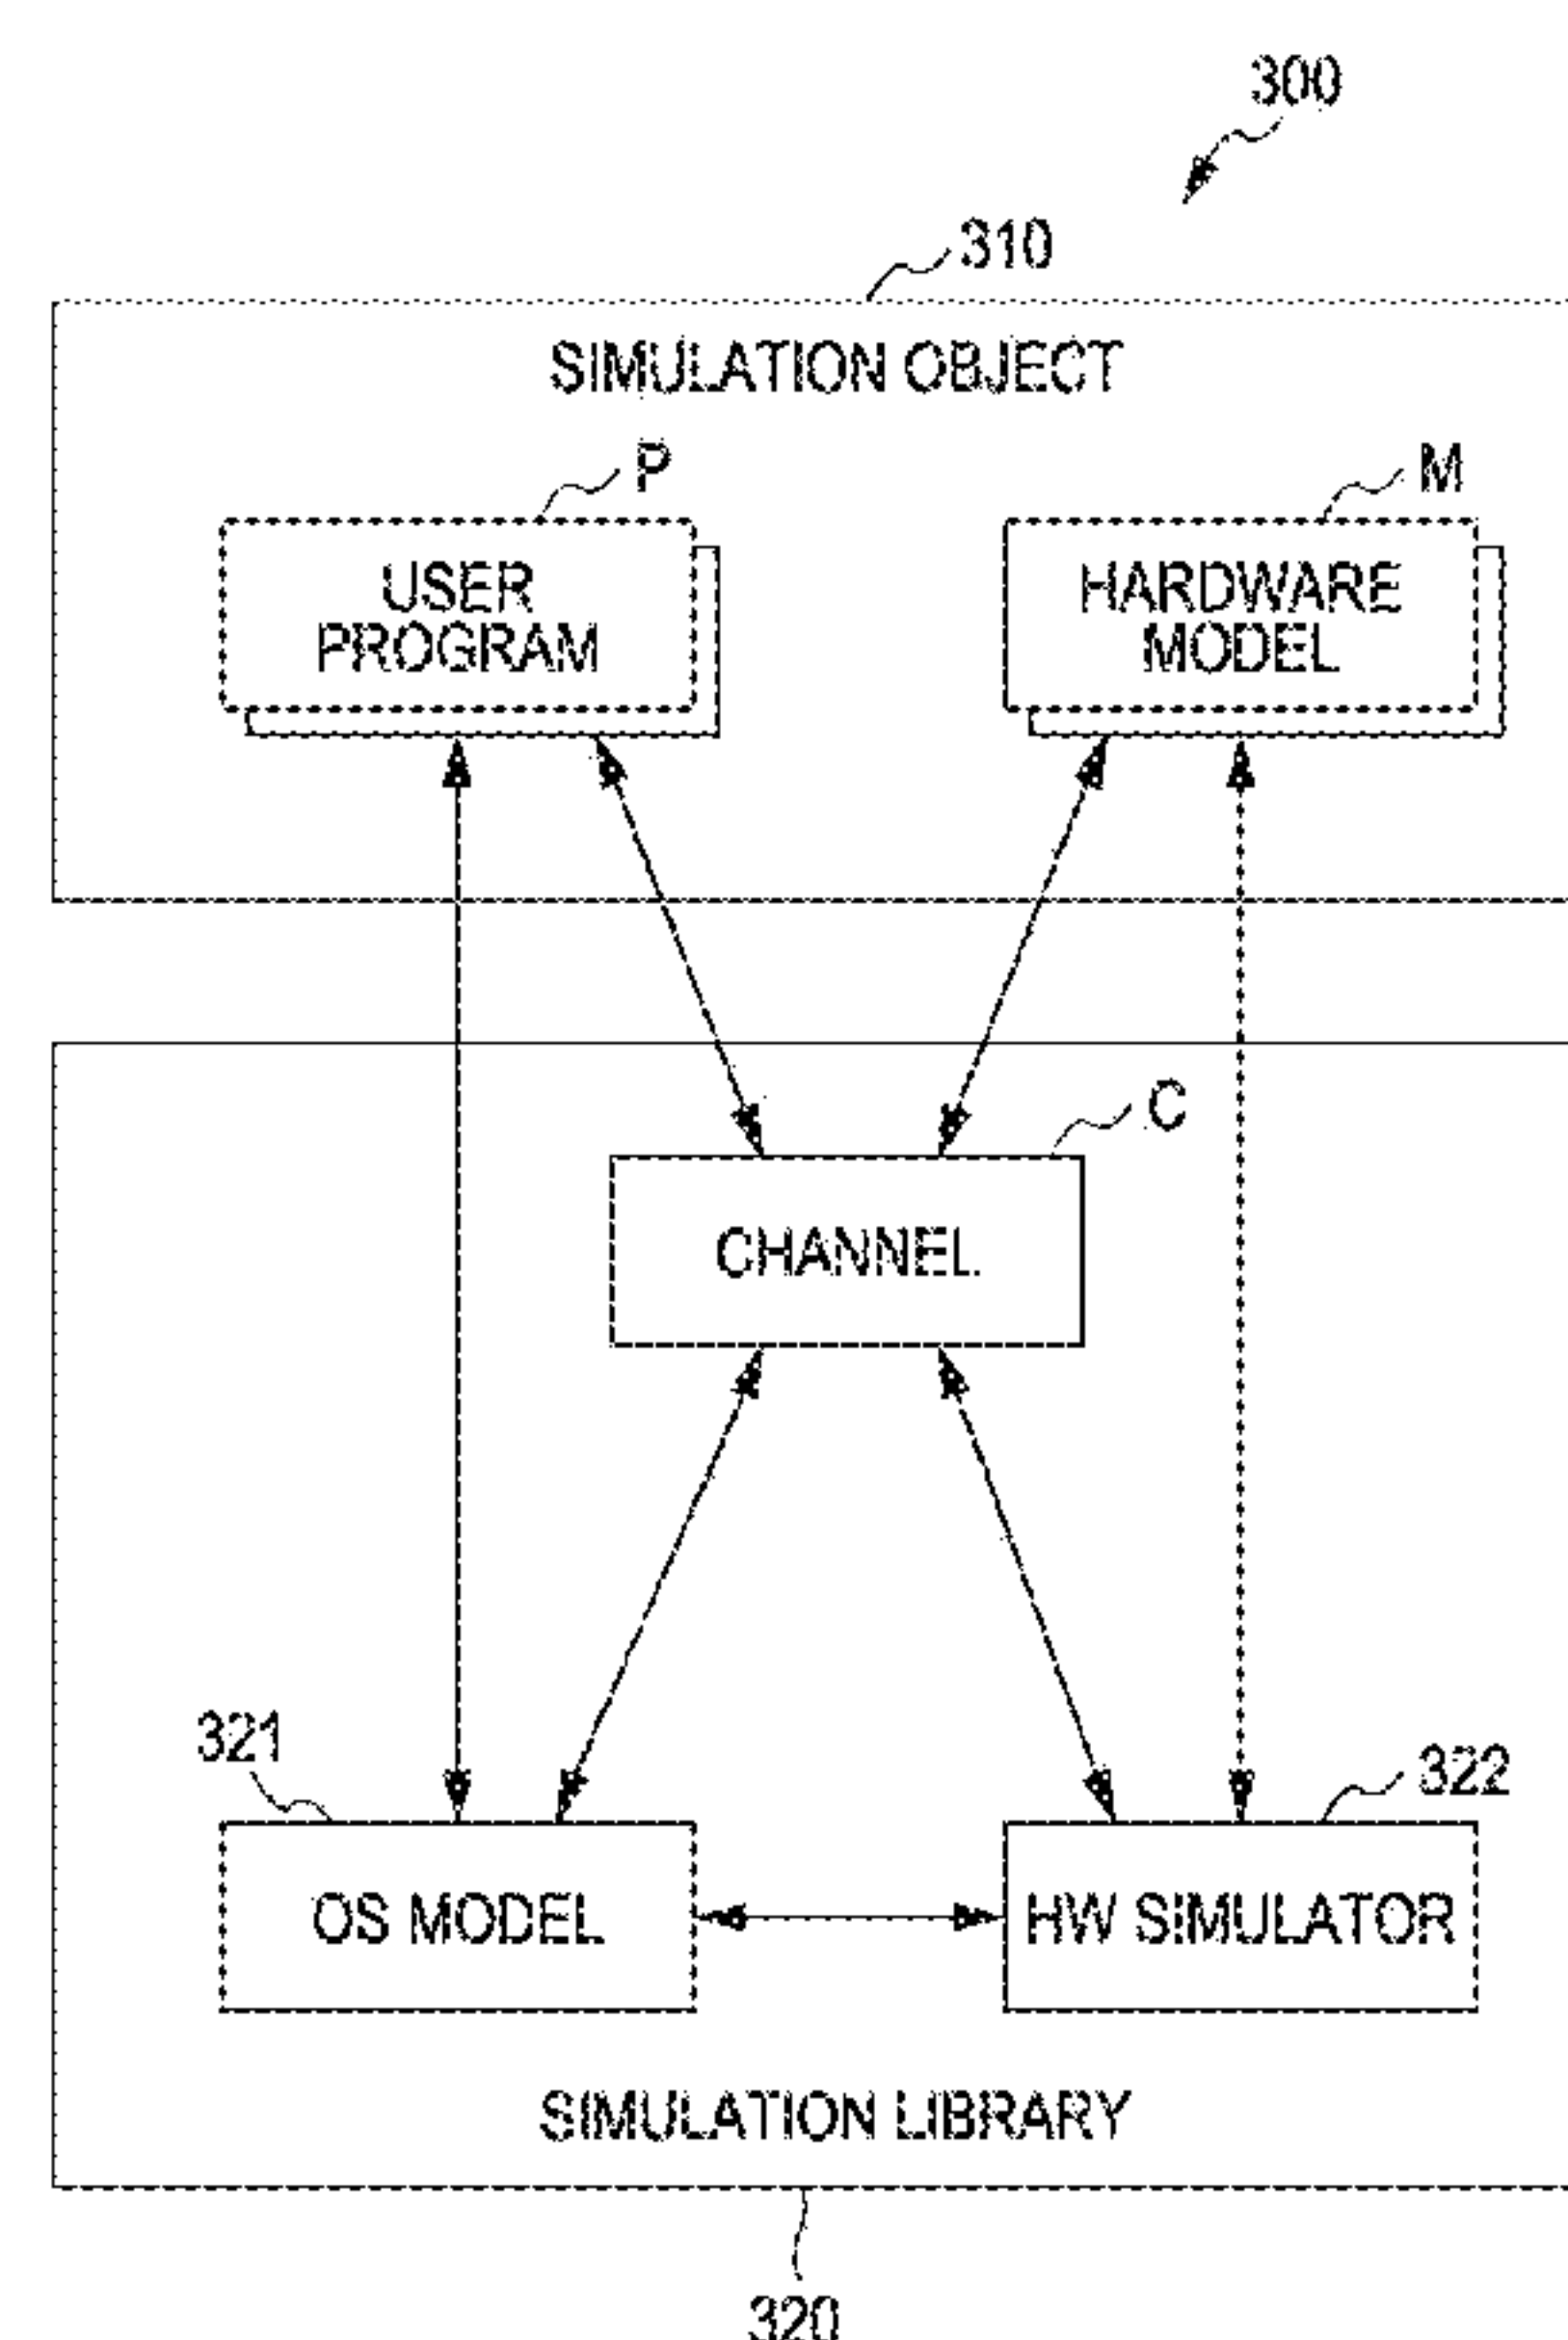 300
310
SIMULATION OBJECT
P
M
USER
PROGRAM
HARDWARE
MODEL
C
CHANNEL
321
322
OS MODEL
HW SIMULATOR
SIMULATION LIBRARY
320